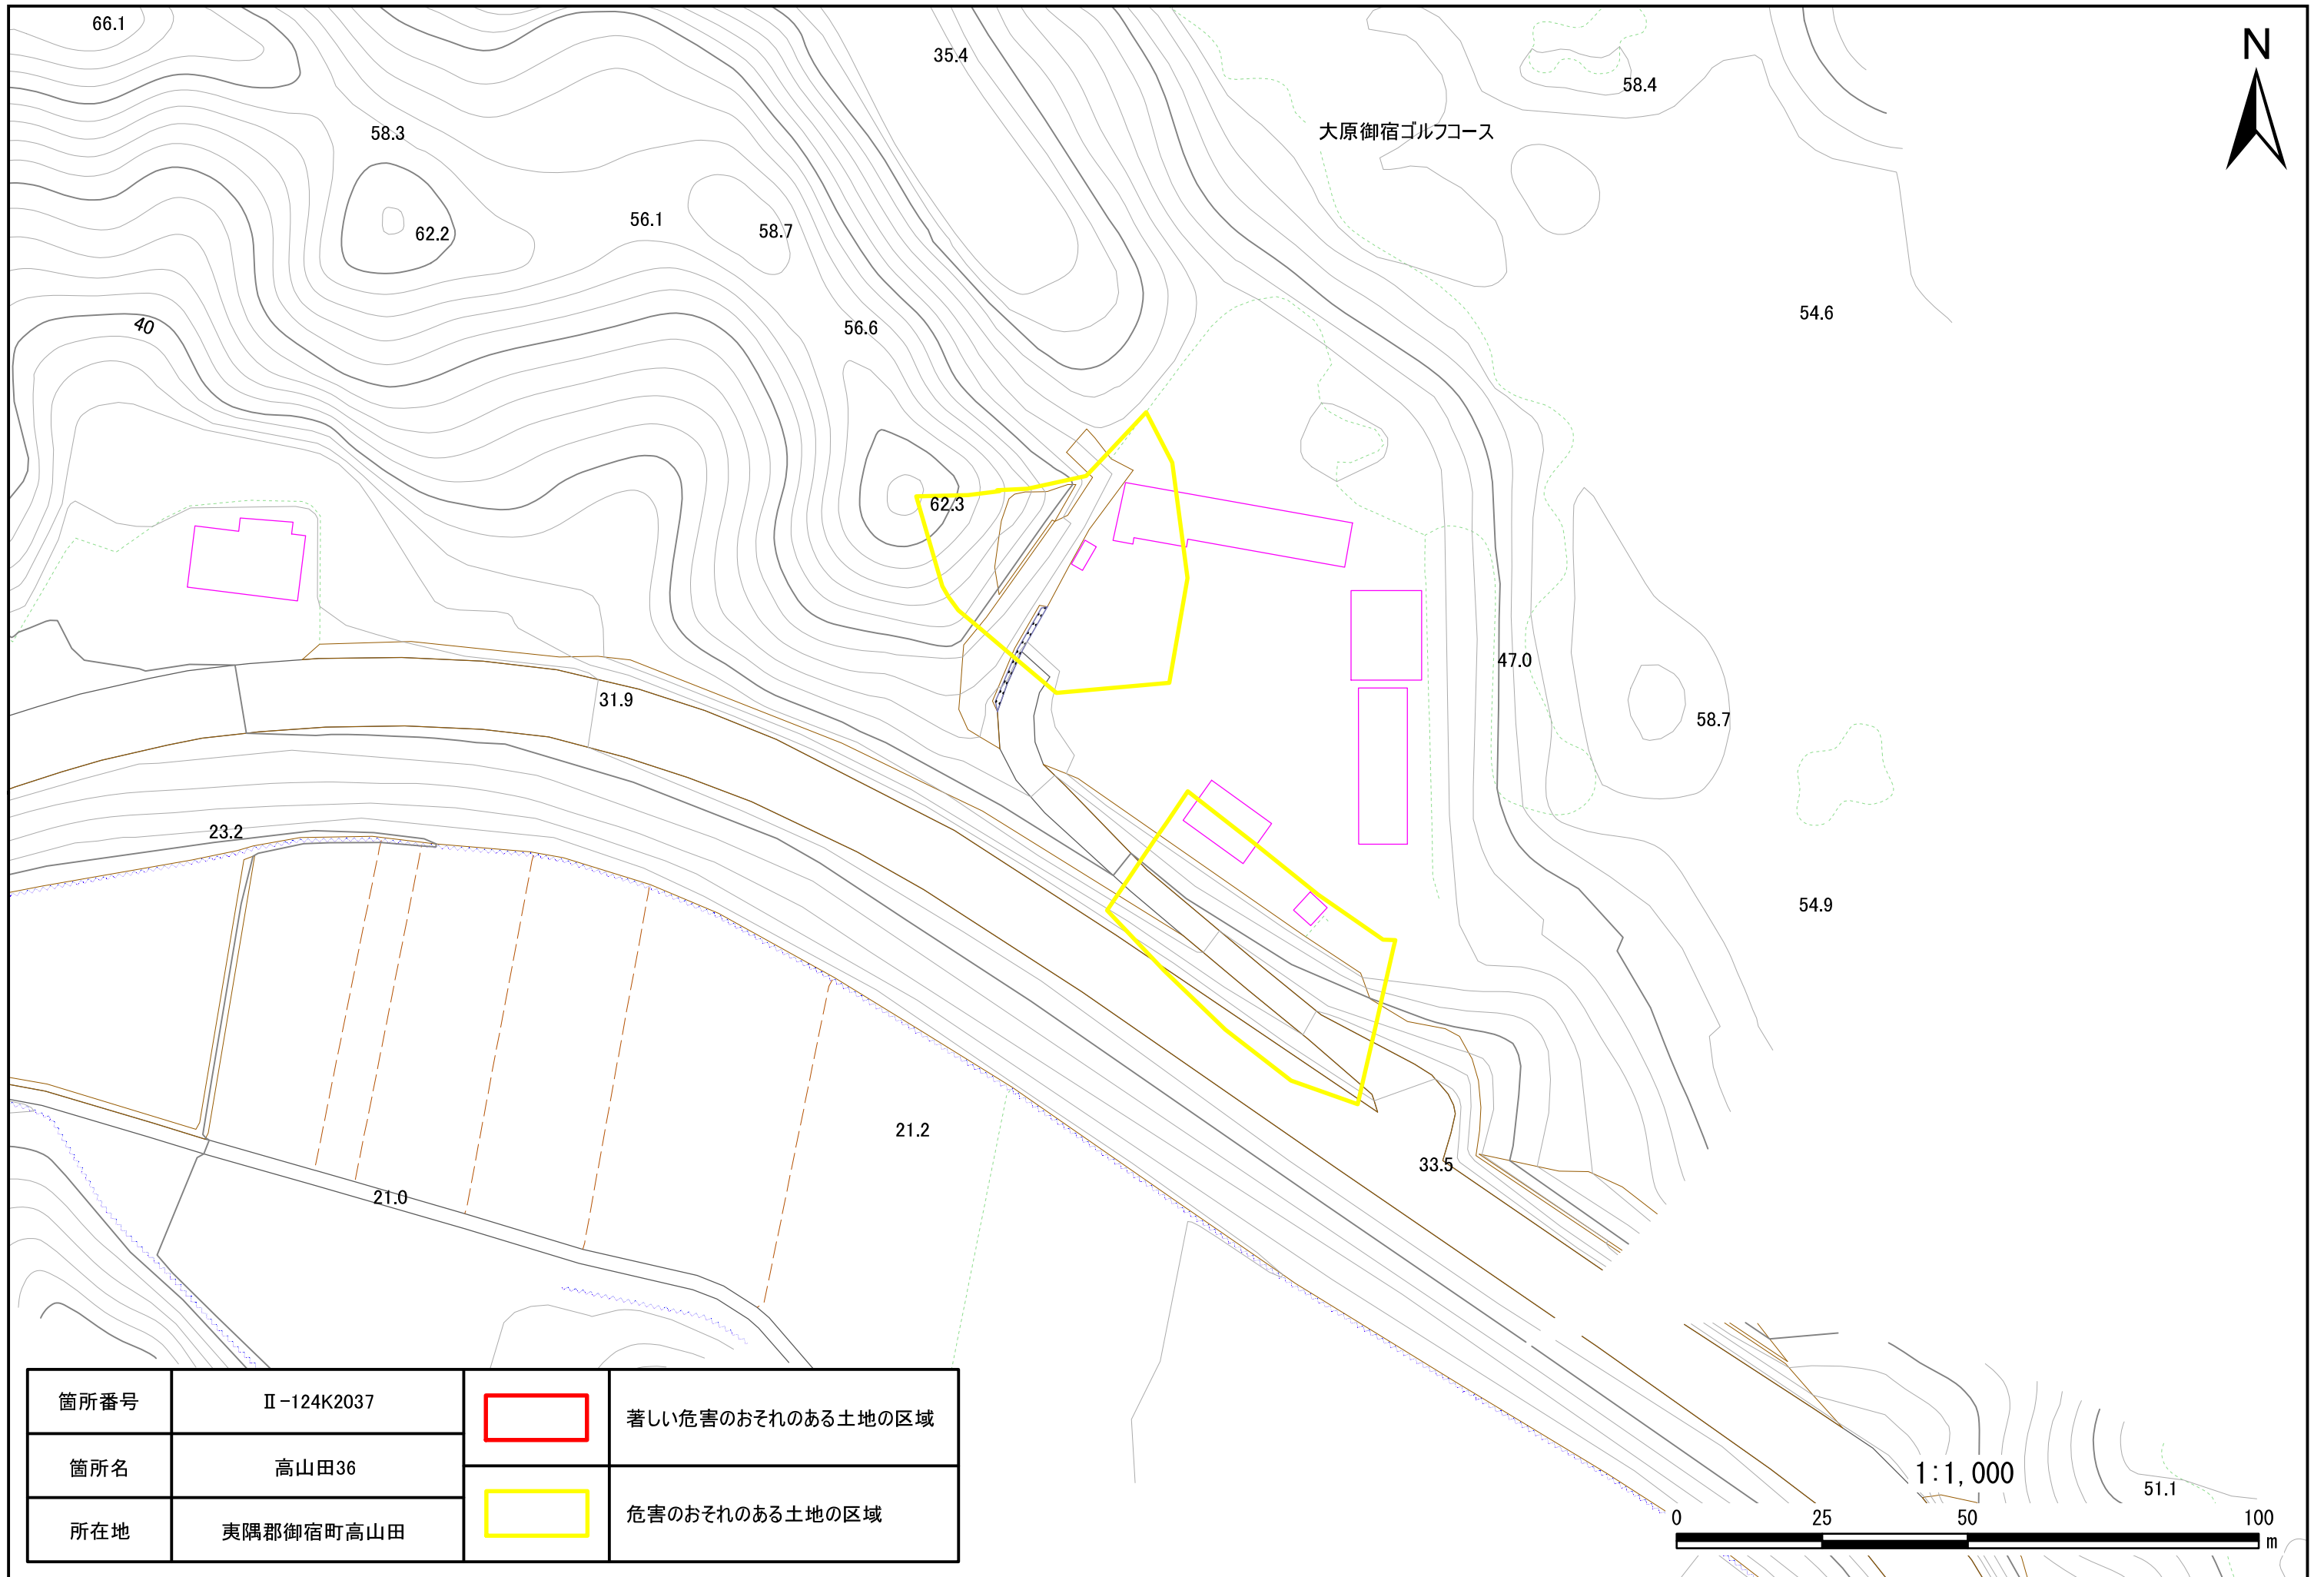 66.1
35.4
N
58.4
大原御宿ゴルフコース
58.3
56.1
58.7
62.2
54.6
40
56.6
62.3
47.0
31.9
58.7
23.2
54.9
21.2
33.5
21.0
箇所番号 Ⅱ-124K2037
箇所名 高山田36
所在地 夷隅郡御宿町高山田
著しい危害のおそれのある土地の区域
危害のおそれのある土地の区域
1:1,000
51.1
0 25 50 100
m